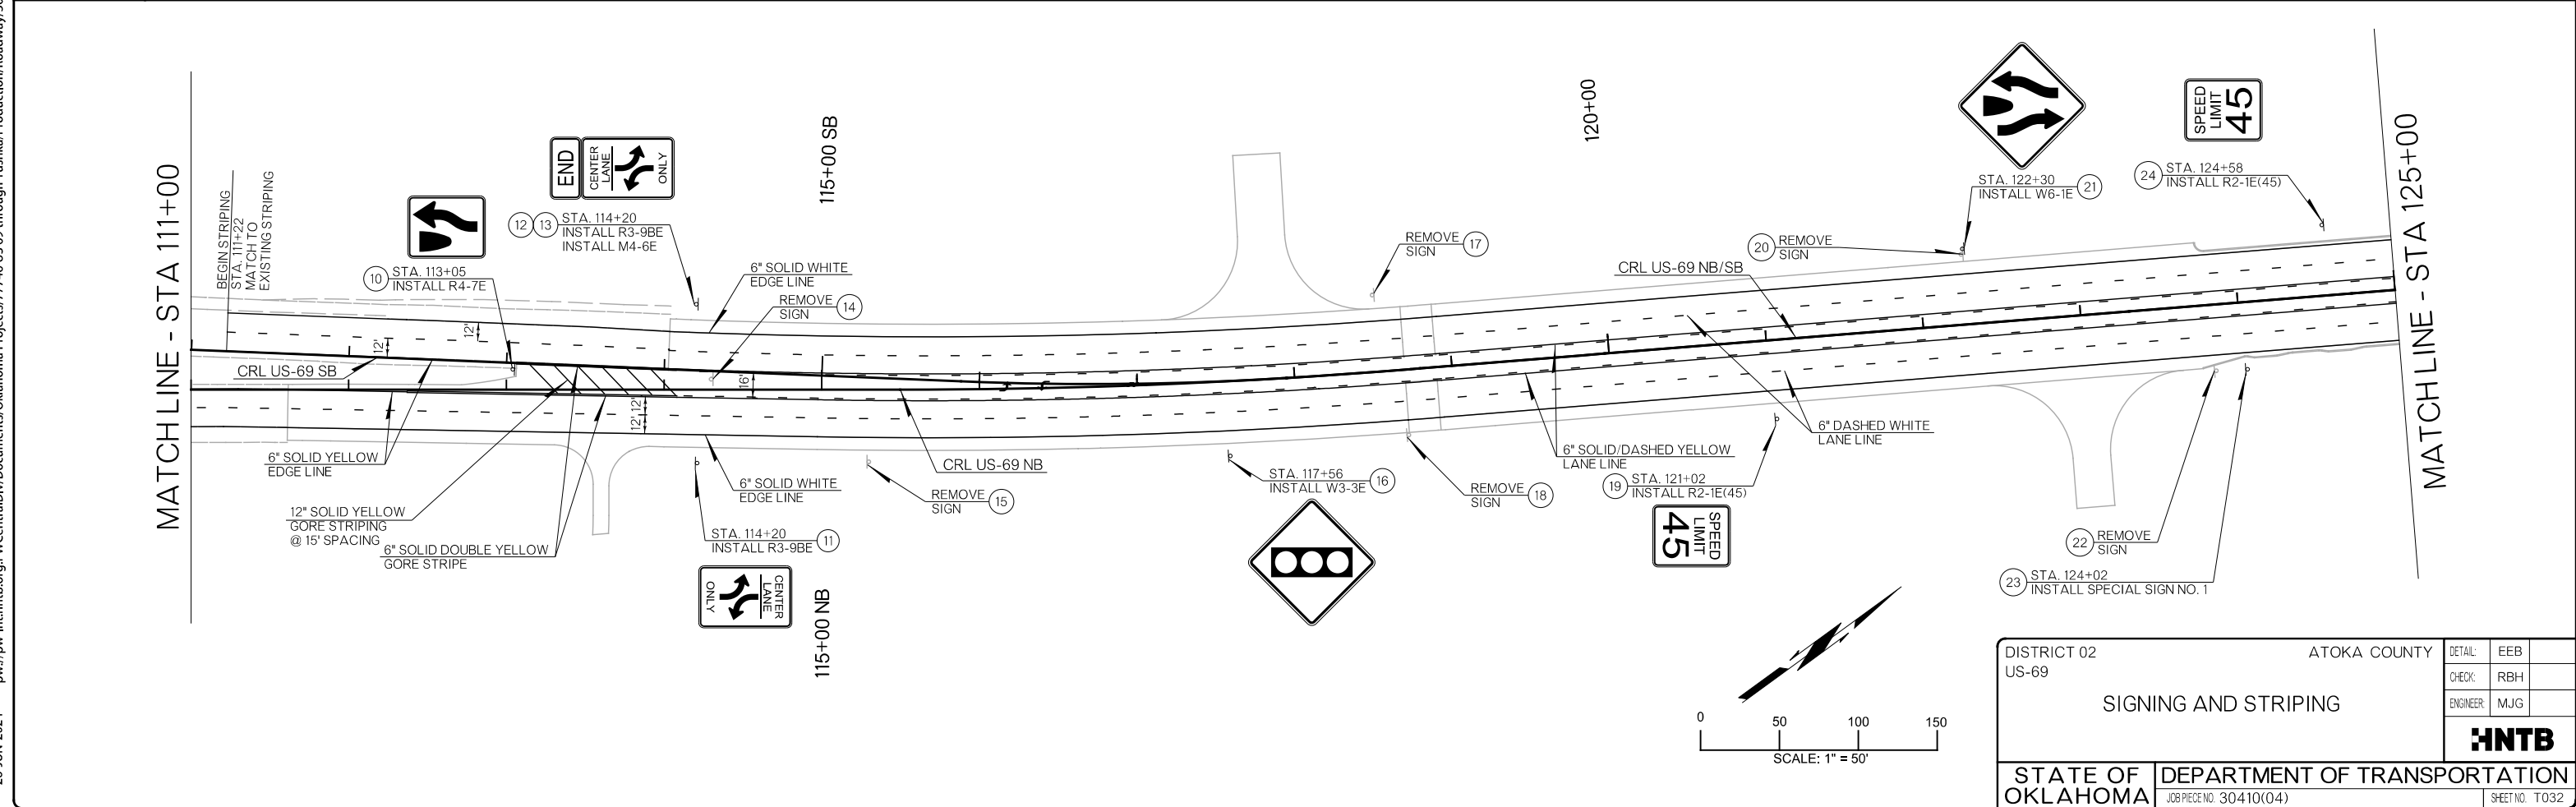 MATCH LINE - STA 111+00
BEGIN STRIPING
STA. 111+22
MATCH TO
EXISTING STRIPING
10
STA. 113+05
INSTALL R4-7E
END
CENTER
LANE
ONLY
12
13
STA. 114+20
INSTALL R3-9BE
INSTALL M4-6E
115+00 SB
6" SOLID WHITE
EDGE LINE
REMOVE
SIGN
14
REMOVE
SIGN
17
120+00
CRL US-69 NB/SB
20
REMOVE
SIGN
STA. 122+30
INSTALL W6-1E
21
SPEED
LIMIT
45
24
STA. 124+58
INSTALL R2-1E(45)
MATCH LINE - STA 125+00
12'
12'
CRL US-69 SB
16'
12'
12'
6" SOLID YELLOW
EDGE LINE
12" SOLID YELLOW
GORE STRIPING
@ 15' SPACING
6" SOLID DOUBLE YELLOW
GORE STRIPE
6" SOLID WHITE
EDGE LINE
STA. 114+20
INSTALL R3-9BE
11
CENTER
LANE
ONLY
115+00 NB
CRL US-69 NB
REMOVE
SIGN
15
STA. 117+56
INSTALL W3-3E
16
REMOVE
SIGN
18
6" SOLID/DASHED YELLOW
LANE LINE
19
STA. 121+02
INSTALL R2-1E(45)
SPEED
LIMIT
45
6" DASHED WHITE
LANE LINE
22
REMOVE
SIGN
23
STA. 124+02
INSTALL SPECIAL SIGN NO. 1
0 50 100 150
SCALE: 1" = 50'
DISTRICT 02 ATOKA COUNTY
US-69
SIGNING AND STRIPING
DETAIL: EEB
CHECK: RBH
ENGINEER: MJG
HNTB
STATE OF
OKLAHOMA
DEPARTMENT OF TRANSPORTATION
JOB PIECE NO. 30410(04)
SHEET NO. T032